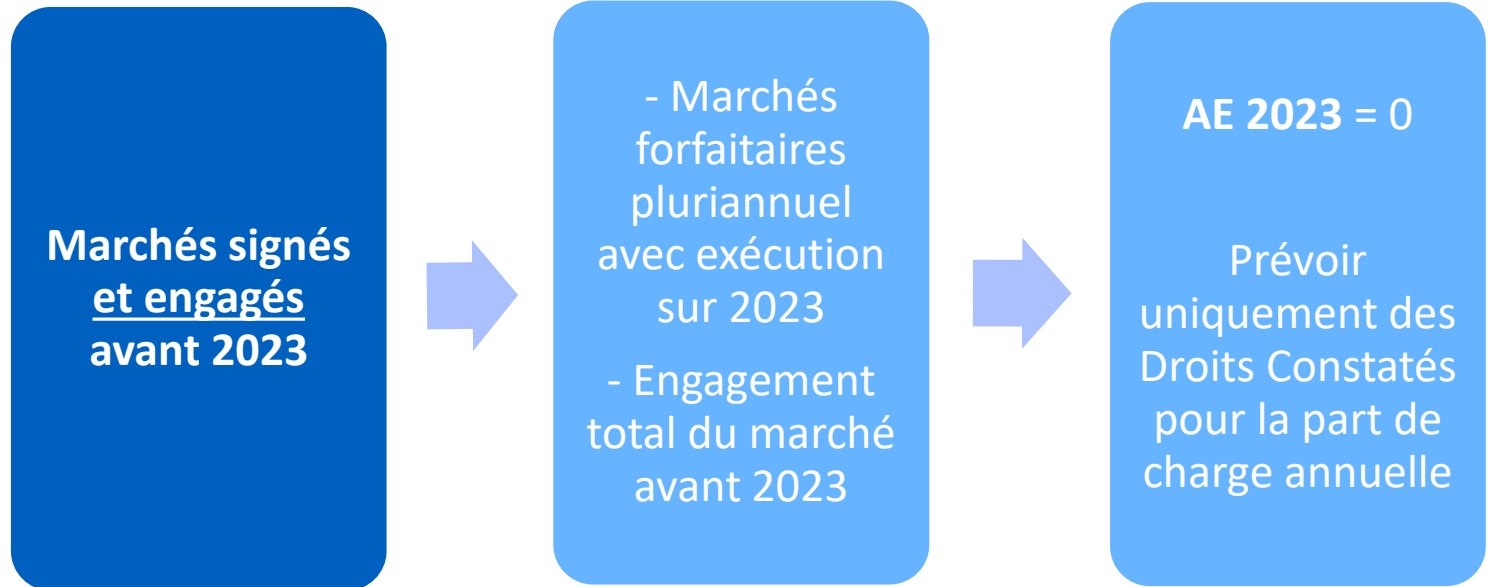 Marchés signés
et engagés
avant 2023
- Marchés
forfaitaires
pluriannuel
avec exécution
sur 2023
- Engagement
total du marché
avant 2023
AE 2023 = 0
Prévoir
uniquement des
Droits Constatés
pour la part de
charge annuelle